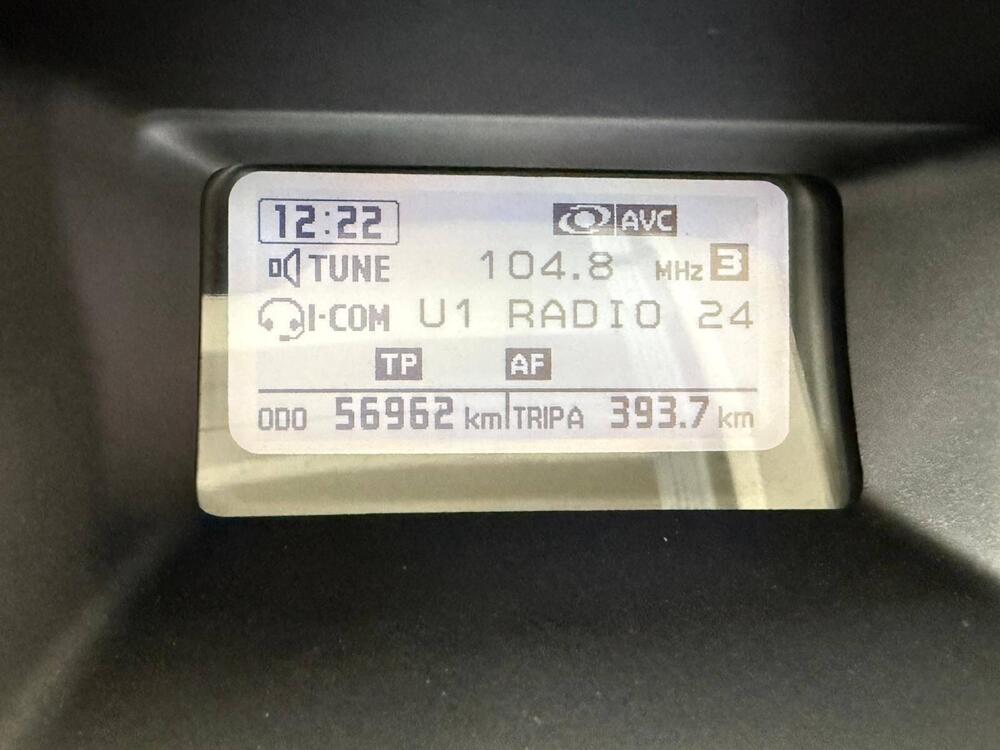 12:22 AVC
TUNE 104.8 MHz 3
I-COM U1 RADIO 24
TP AF
ODO 56962 km TRIP A 393.7 km